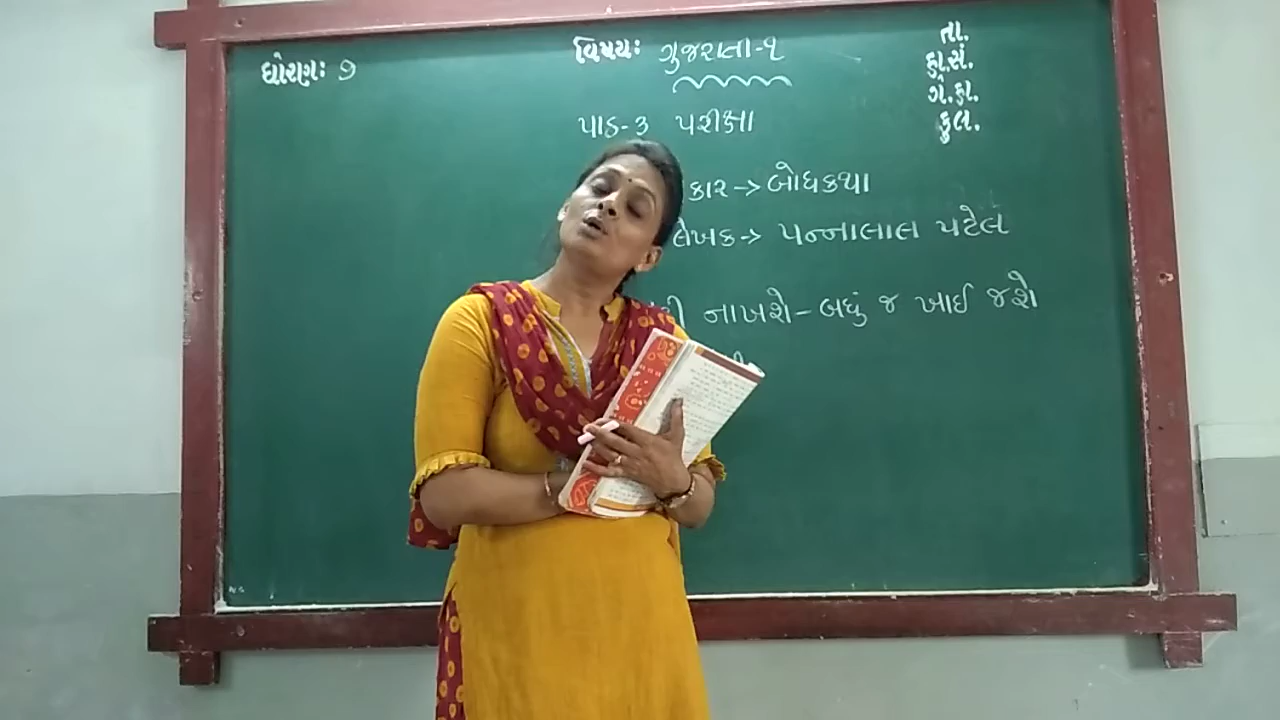 ધોરણઃ ૭
વિષયઃ ગુજરાતી-૧
તા.
હા.સં.
ગે.હા.
કુલ.
પાઠ-૩ પરીક્ષા
કાર → બોધકથા
લેખક → પન્નાલાલ પટેલ
નાખશે - બધું જ ખાઈ જશે